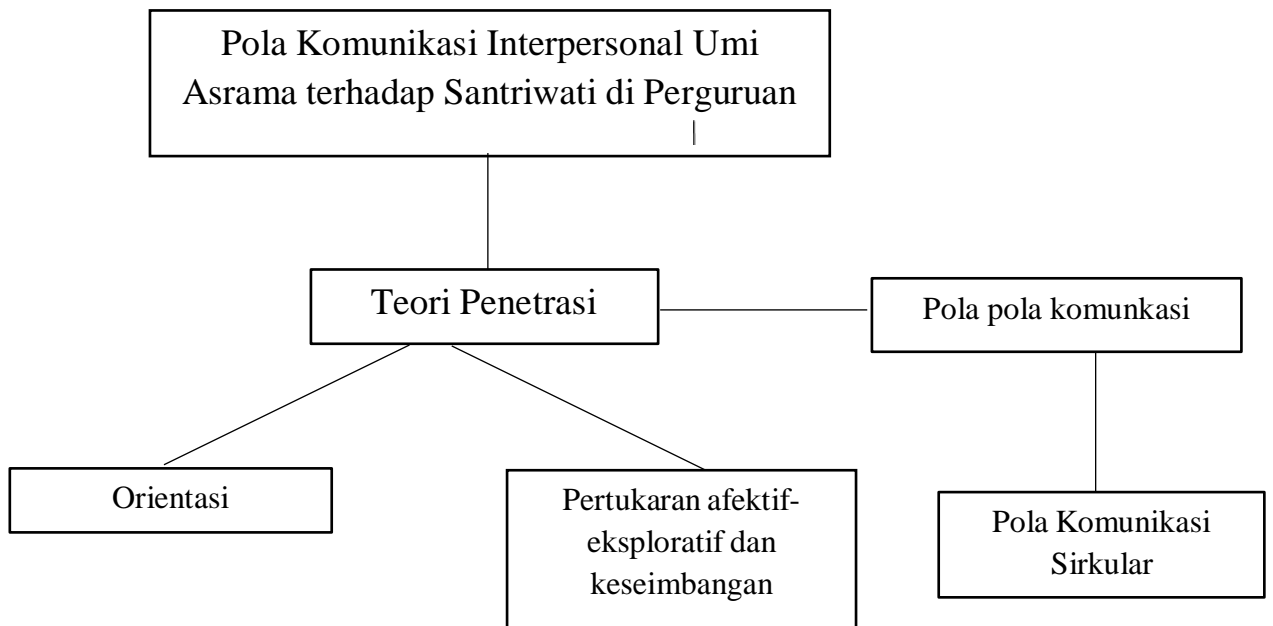 Pola Komunikasi Interpersonal Umi
Asrama terhadap Santriwati di Perguruan
Teori Penetrasi
Pola pola komunkasi
Orientasi
Pertukaran afektif-
eksploratif dan
keseimbangan
Pola Komunikasi
Sirkular